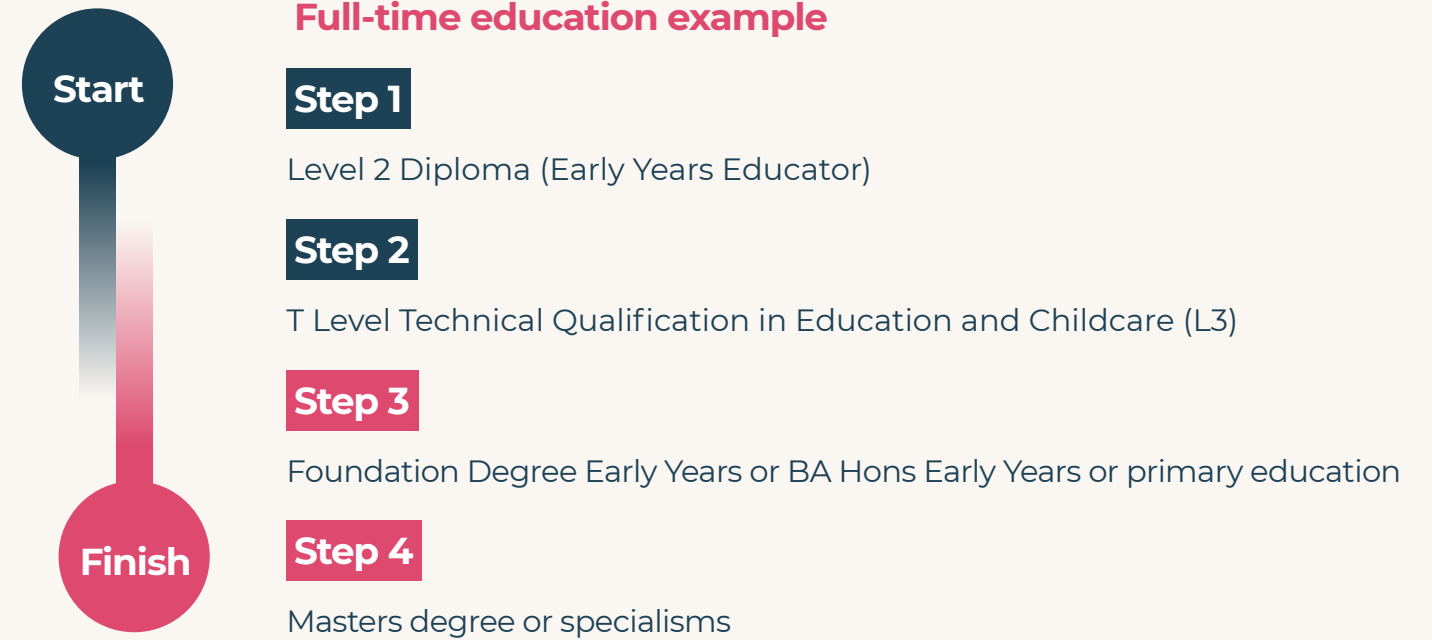 Full-time education example
Start
Step 1
Level 2 Diploma (Early Years Educator)
Step 2
T Level Technical Qualification in Education and Childcare (L3)
Step 3
Foundation Degree Early Years or BA Hons Early Years or primary education
Step 4
Finish
Masters degree or specialisms